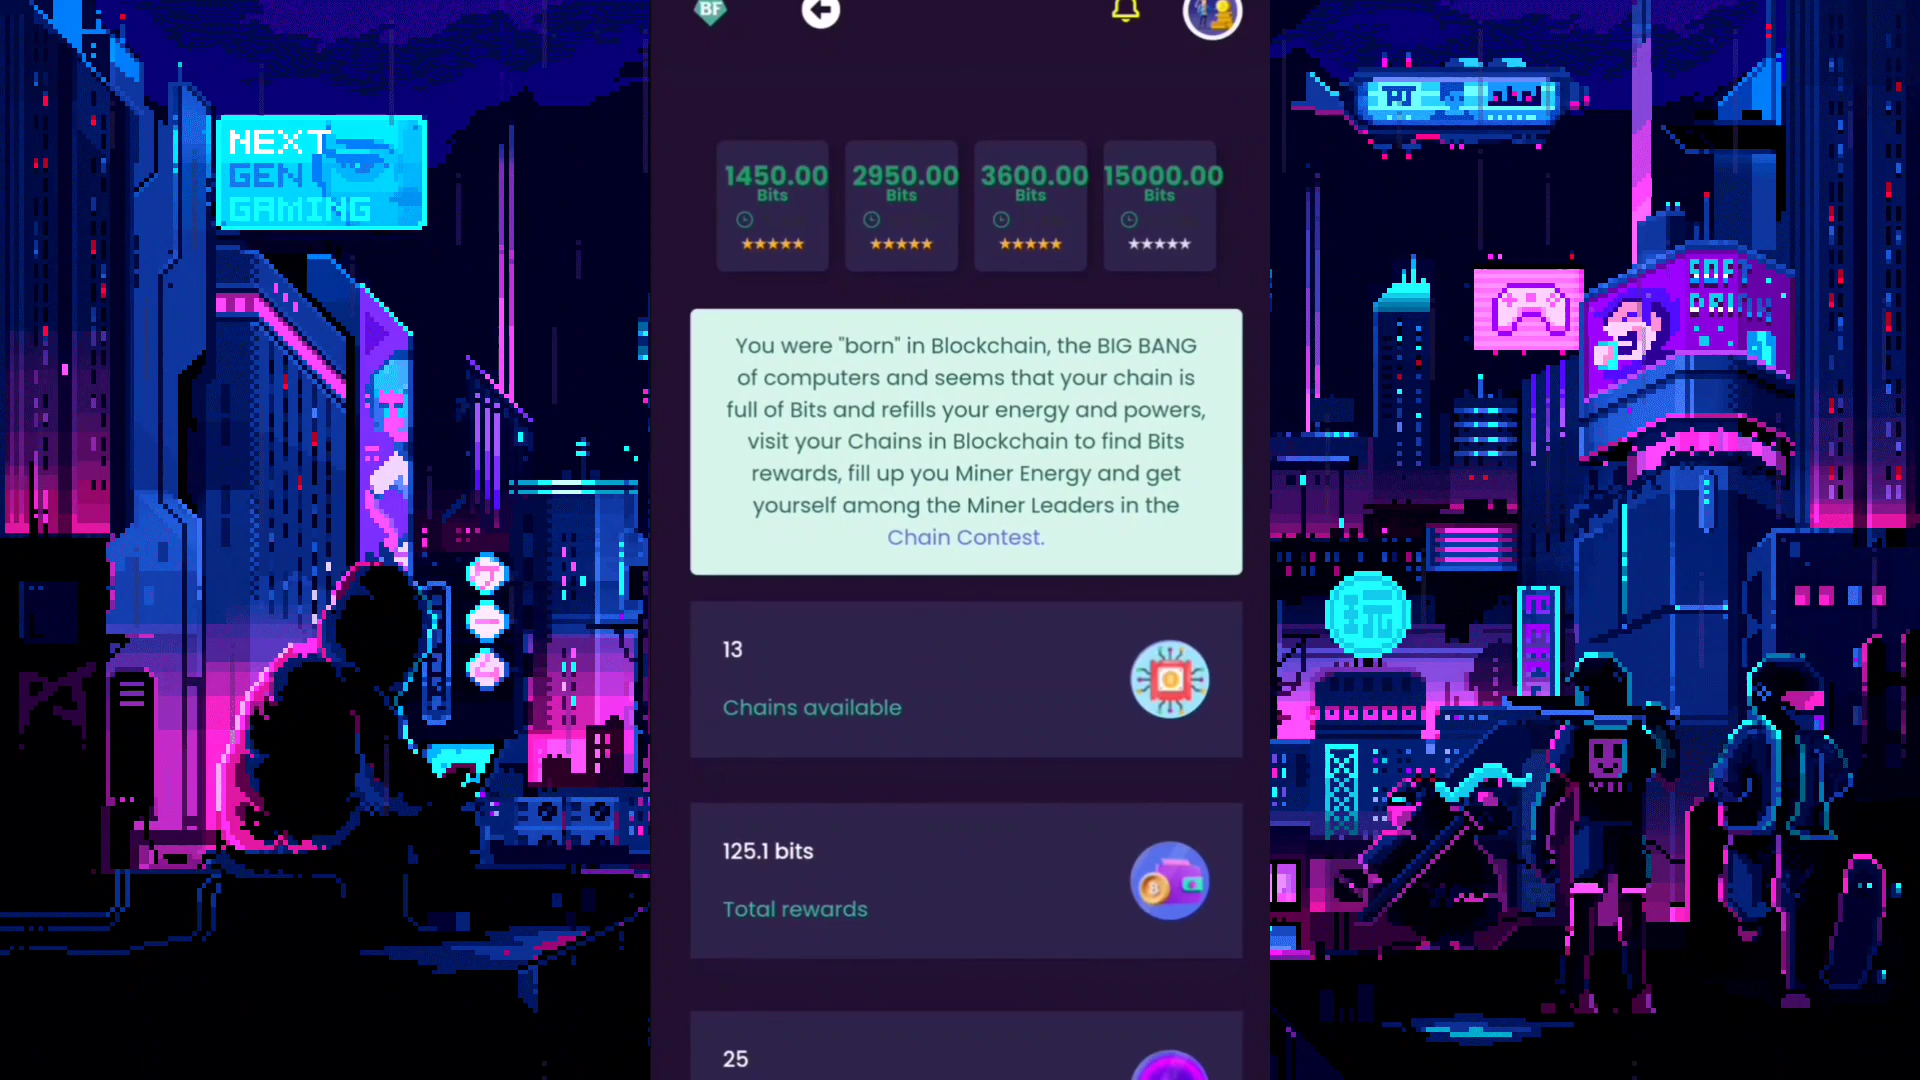 BF
NEXT
GEN
GAMING
1450.00
Bits
2950.00
Bits
3600.00
Bits
15000.00
Bits
You were "born" in Blockchain, the BIG BANG
of computers and seems that your chain is
full of Bits and refills your energy and powers,
visit your Chains in Blockchain to find Bits
rewards, fill up you Miner Energy and get
yourself among the Miner Leaders in the
Chain Contest.
13
Chains available
125.1 bits
Total rewards
25
SOFT
DRINK